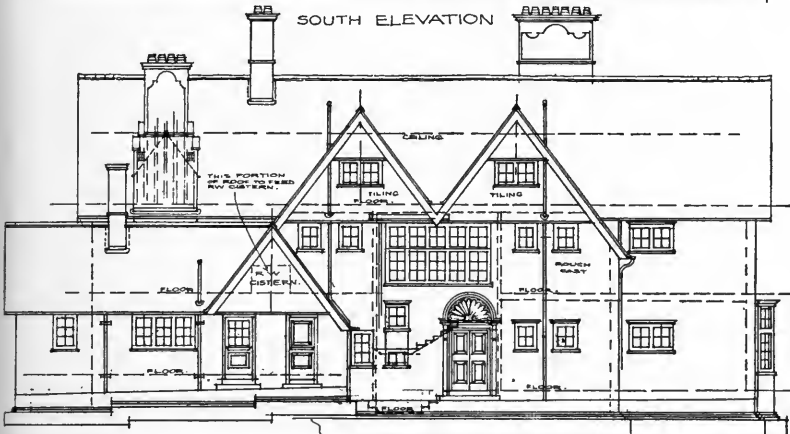 SOUTH ELEVATION
CEILING
THIS PORTION
OF ROOF TO FEED
RW CISTERN.
TILING
FLOOR.
TILING
ROUGH
CAST
RW
CISTERN.
FLOOR
FLOOR.
FLOOR.
FLOOR.
FLOOR